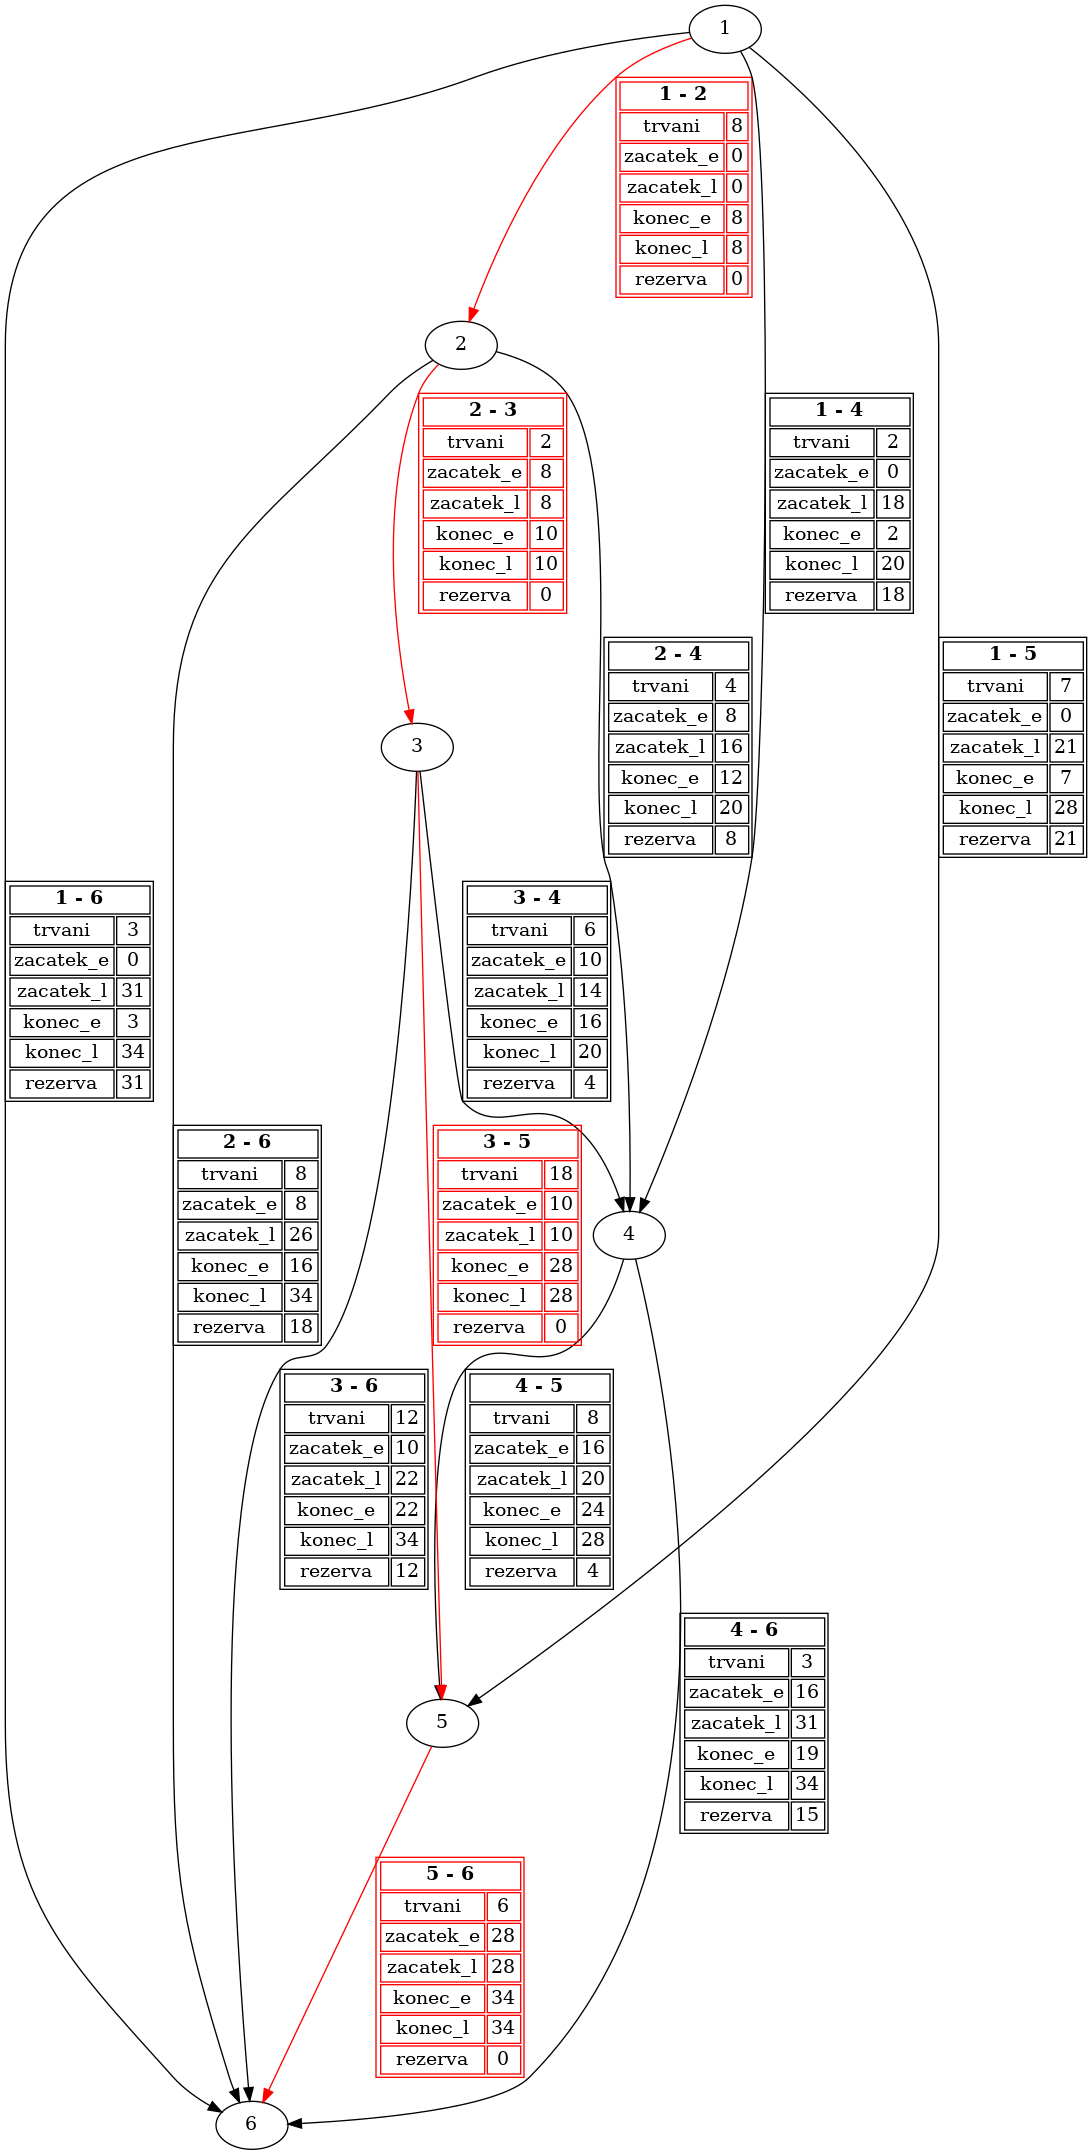 1
1 - 2
trvani 8
zacatek_e 0
zacatek_l 0
konec_e 8
konec_l 8
rezerva 0
2
2 - 3
trvani 2
zacatek_e 8
zacatek_l 8
konec_e 10
konec_l 10
rezerva 0
1 - 4
trvani 2
zacatek_e 0
zacatek_l 18
konec_e 2
konec_l 20
rezerva 18
2 - 4
trvani 4
zacatek_e 8
zacatek_l 16
konec_e 12
konec_l 20
rezerva 8
1 - 5
trvani 7
zacatek_e 0
zacatek_l 21
konec_e 7
konec_l 28
rezerva 21
3
1 - 6
trvani 3
zacatek_e 0
zacatek_l 31
konec_e 3
konec_l 34
rezerva 31
3 - 4
trvani 6
zacatek_e 10
zacatek_l 14
konec_e 16
konec_l 20
rezerva 4
2 - 6
trvani 8
zacatek_e 8
zacatek_l 26
konec_e 16
konec_l 34
rezerva 18
3 - 5
trvani 18
zacatek_e 10
zacatek_l 10
konec_e 28
konec_l 28
rezerva 0
4
3 - 6
trvani 12
zacatek_e 10
zacatek_l 22
konec_e 22
konec_l 34
rezerva 12
4 - 5
trvani 8
zacatek_e 16
zacatek_l 20
konec_e 24
konec_l 28
rezerva 4
4 - 6
trvani 3
zacatek_e 16
zacatek_l 31
konec_e 19
konec_l 34
rezerva 15
5
5 - 6
trvani 6
zacatek_e 28
zacatek_l 28
konec_e 34
konec_l 34
rezerva 0
6